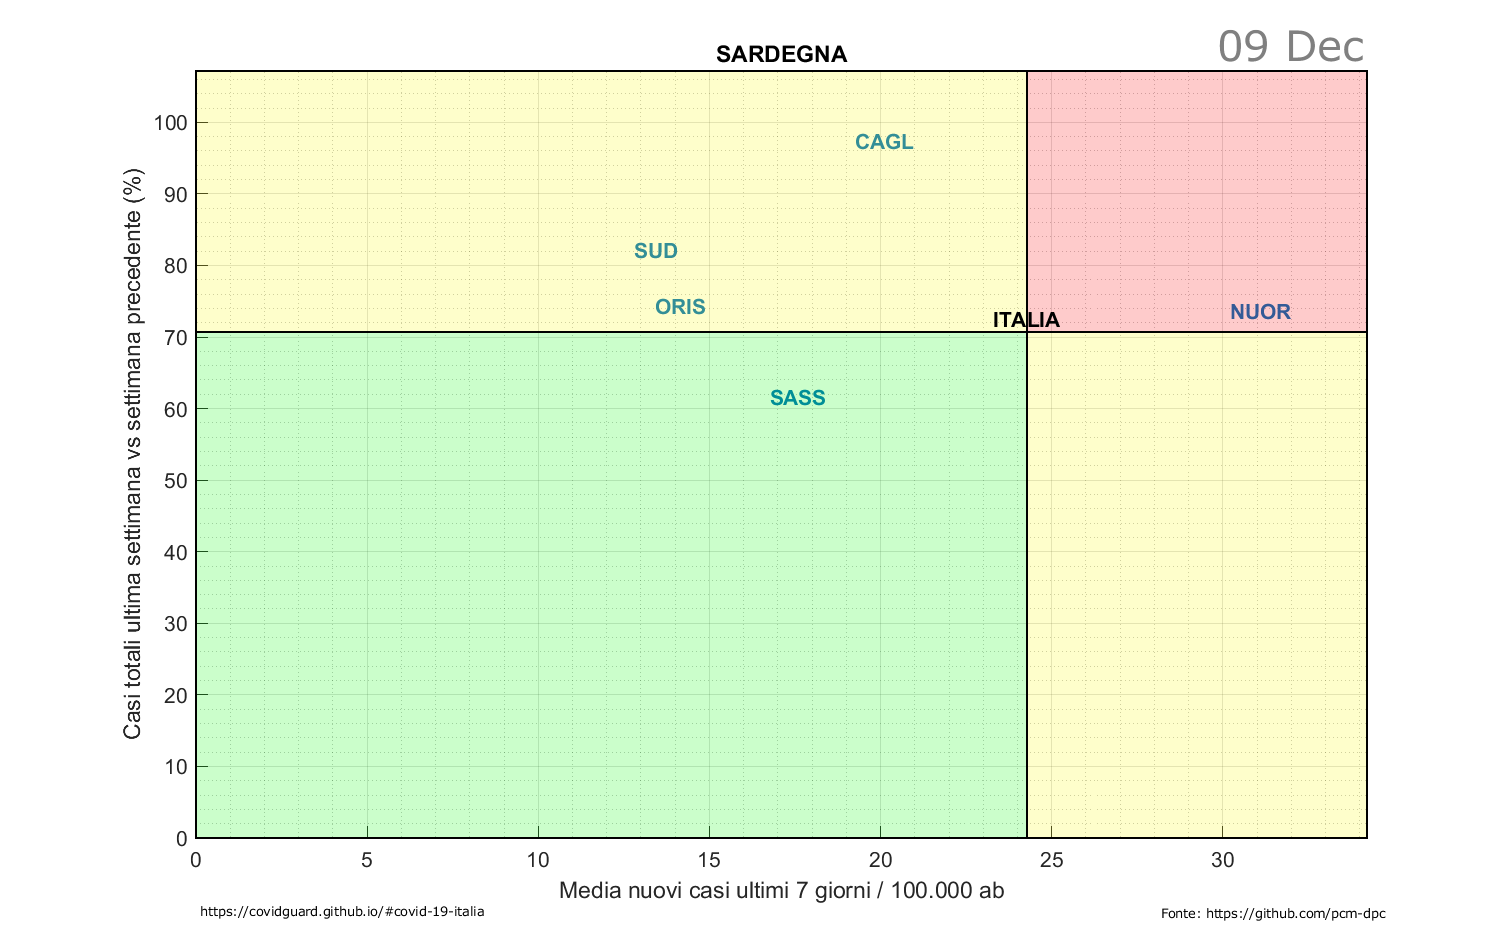 09 Dec
SARDEGNA
Casi totali ultima settimana vs settimana precedente (%)
100
90
80
70
60
50
40
30
20
10
0
CAGL
SUD
ORIS
ITALIA
NUOR
SASS
0 5 10 15 20 25 30
Media nuovi casi ultimi 7 giorni / 100.000 ab
https://covidguard.github.io/#covid-19-italia
Fonte: https://github.com/pcm-dpc